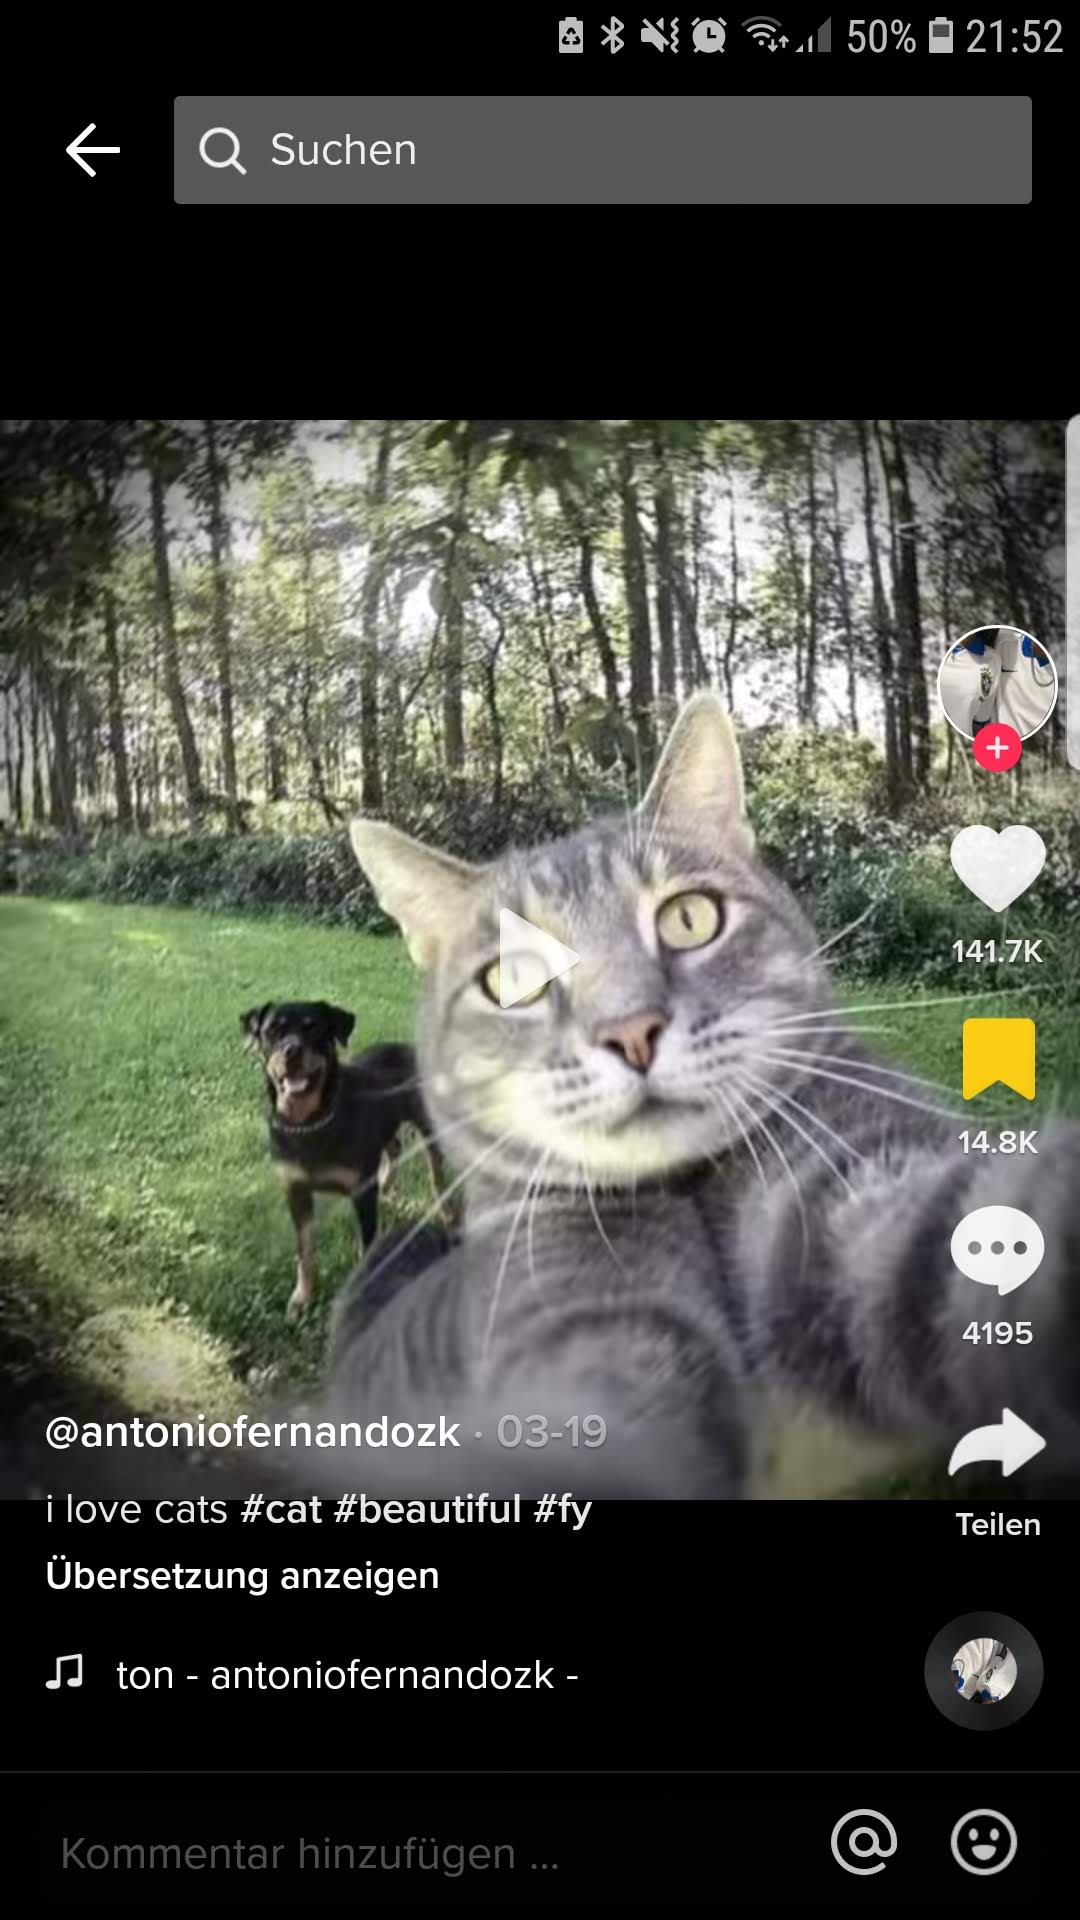 50% 21:52
Suchen
141.7K
14.8K
4195
@antoniofernandozk · 03-19
i love cats #cat #beautiful #fy
Teilen
Übersetzung anzeigen
ton - antoniofernandozk -
Kommentar hinzufügen ...